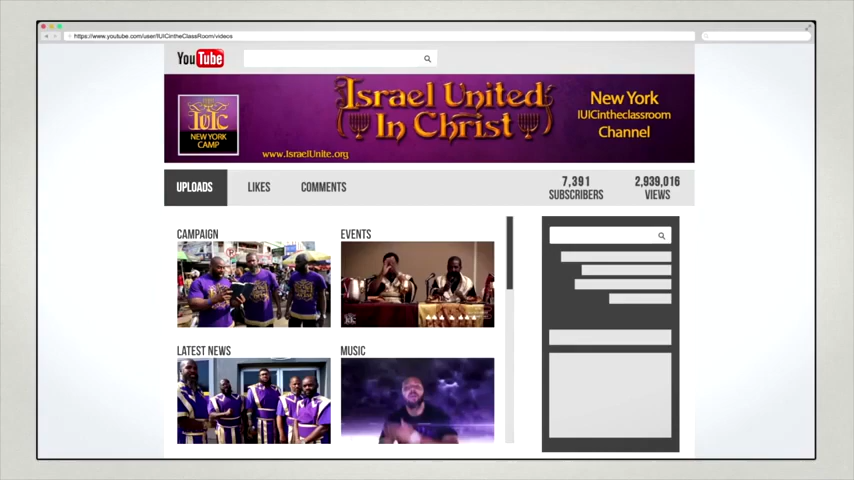 https://www.youtube.com/user/IUICintheClassRoom/videos
YouTube
IUIC
NEW YORK
CAMP
Israel United
In Christ
www.IsraelUnite.org
New York
IUICintheclassroom
Channel
UPLOADS
LIKES
COMMENTS
7,391
SUBSCRIBERS
2,939,016
VIEWS
CAMPAIGN
EVENTS
LATEST NEWS
MUSIC